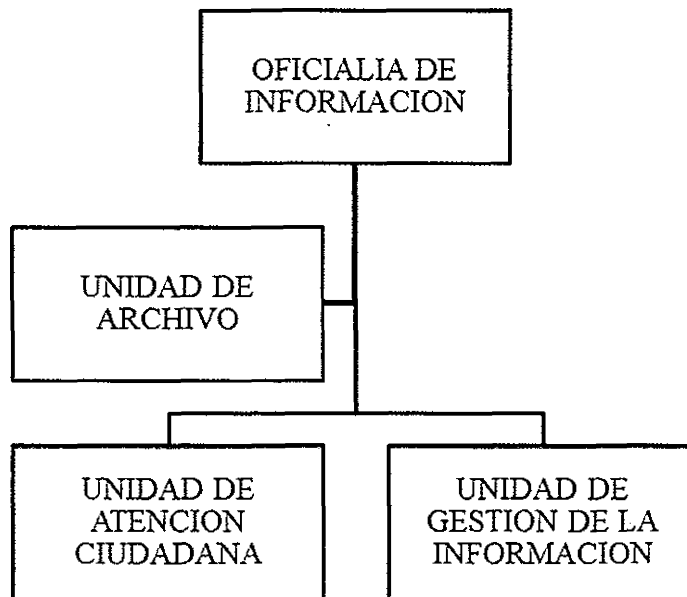 OFICIALIA DE
INFORMACION
UNIDAD DE
ARCHIVO
UNIDAD DE
ATENCION
CIUDADANA
UNIDAD DE
GESTION DE LA
INFORMACION